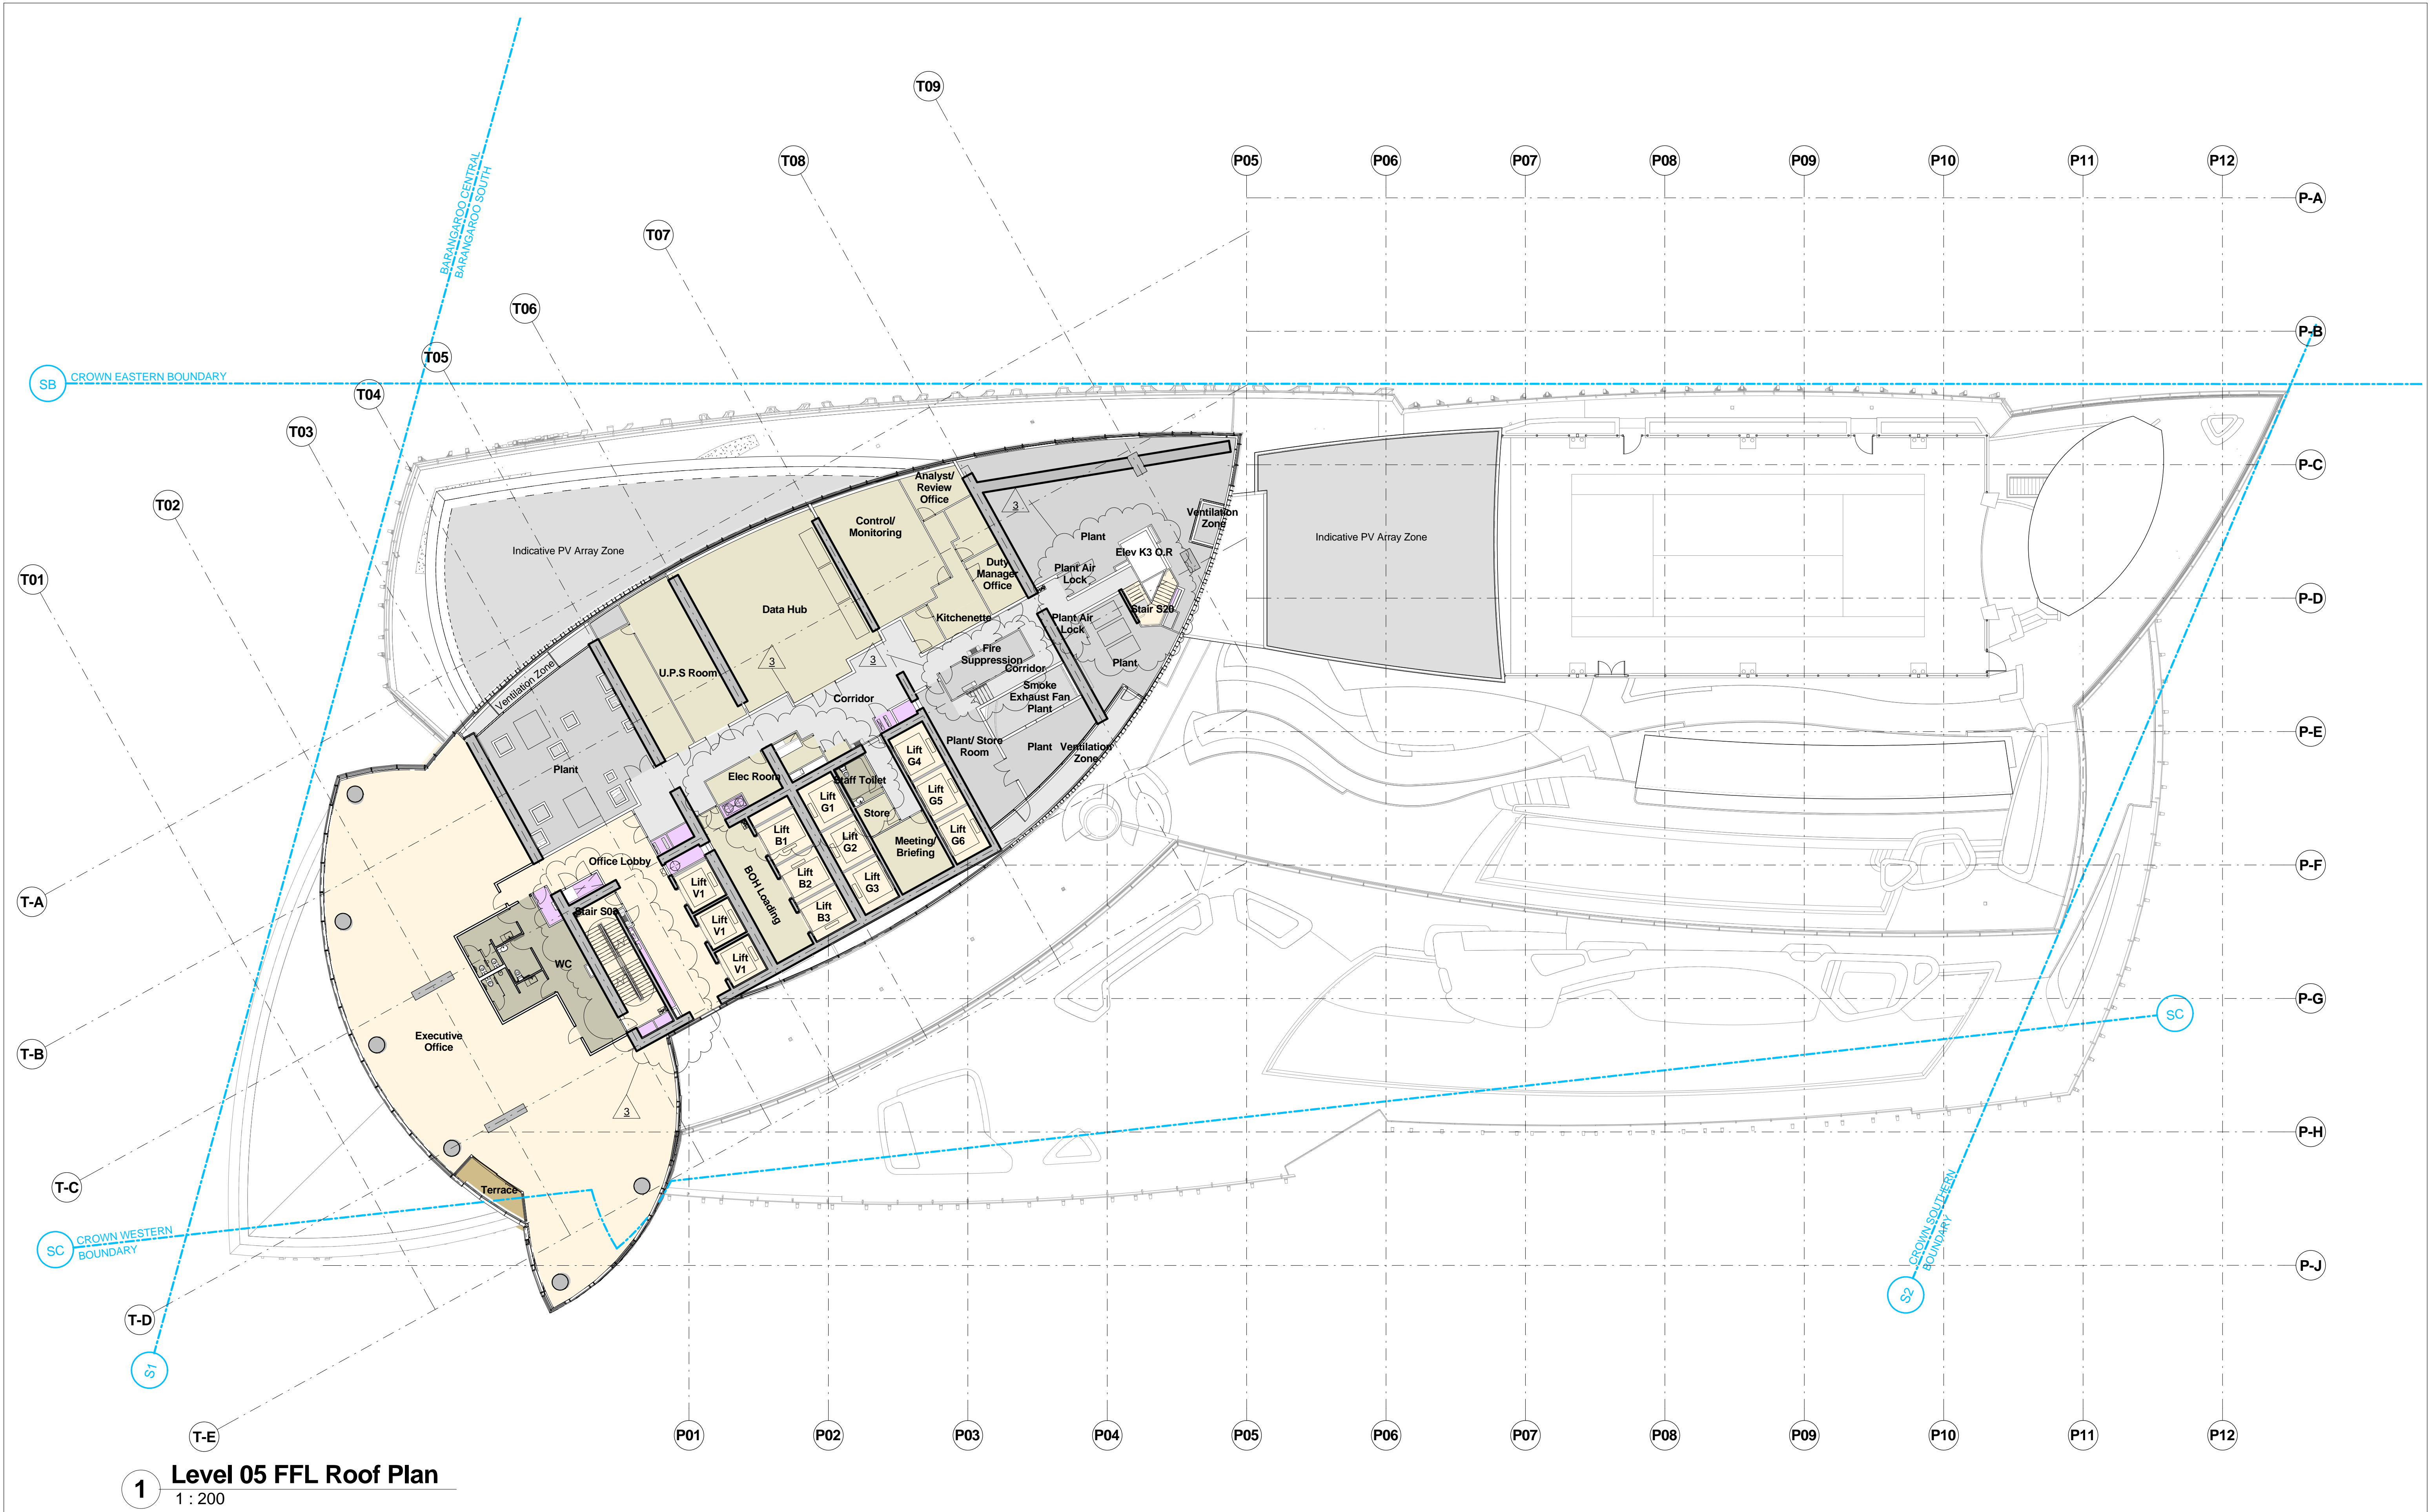 T09
T08
P05
P06
P07
P08
P09
P10
P11
P12
P-A
BARANGAROO CENTRAL
BARANGAROO SOUTH
T07
T06
P-B
T05
SB
CROWN EASTERN BOUNDARY
T04
T03
P-C
T02
Analyst/
Review
Office
3
Control/
Monitoring
Ventilation
Zone
Indicative PV Array Zone
Plant
Indicative PV Array Zone
Elev K3 O.R
T01
Duty
Manager
Office
Plant Air
Lock
P-D
Data Hub
Kitchenette
Plant Air
Lock
Stair S20
3
3
Fire
Suppression
Corridor
Plant
U.P.S Room
Ventilation Zone
Corridor
Smoke
Exhaust Fan
Plant
P-E
Plant/ Store
Room
Plant
Ventilation
Zone
Lift
G4
Plant
Elec Room
Staff Toilet
Lift
G5
Lift
G1
Store
Lift
G6
Lift
B1
Lift
G2
Meeting/
Briefing
Office Lobby
P-F
Lift
B2
Lift
G3
Lift
V1
BOH Loading
T-A
Lift
B3
Lift
V1
WC
Lift
V1
P-G
SC
Executive
Office
T-B
3
P-H
T-C
Terrace
CROWN SOUTHERN
BOUNDARY
SC
CROWN WESTERN
BOUNDARY
P-J
S2
T-D
S1
T-E
P01
P02
P03
P04
P05
P06
P07
P08
P09
P10
P11
P12
1
Level 05 FFL Roof Plan
1 : 200